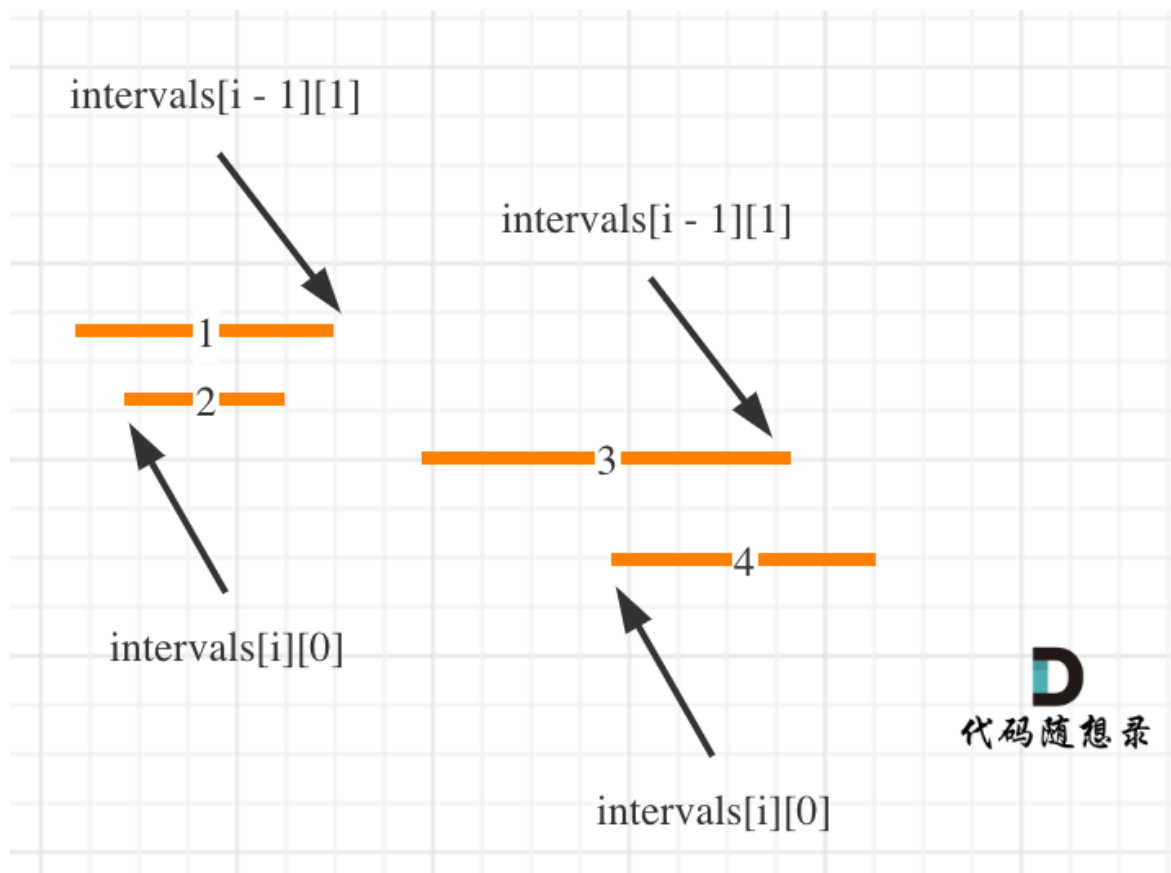 intervals[i - 1][1]
intervals[i - 1][1]
1
2
3
4
intervals[i][0]
代码随想录
intervals[i][0]